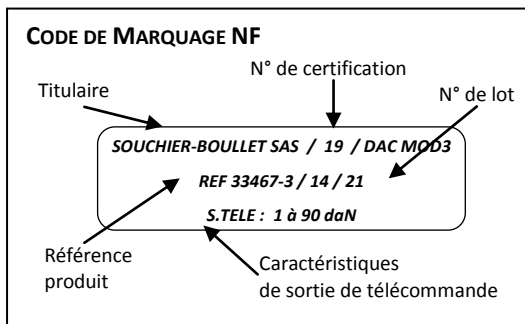 CODE DE MARQUAGE NF
N° de certification
Titulaire
N° de lot
SOUCHIER-BOULLET SAS / 19 / DAC MOD3
REF 33467-3 / 14 / 21
S.TELE : 1 à 90 daN
Référence
produit
Caractéristiques
de sortie de télécommande